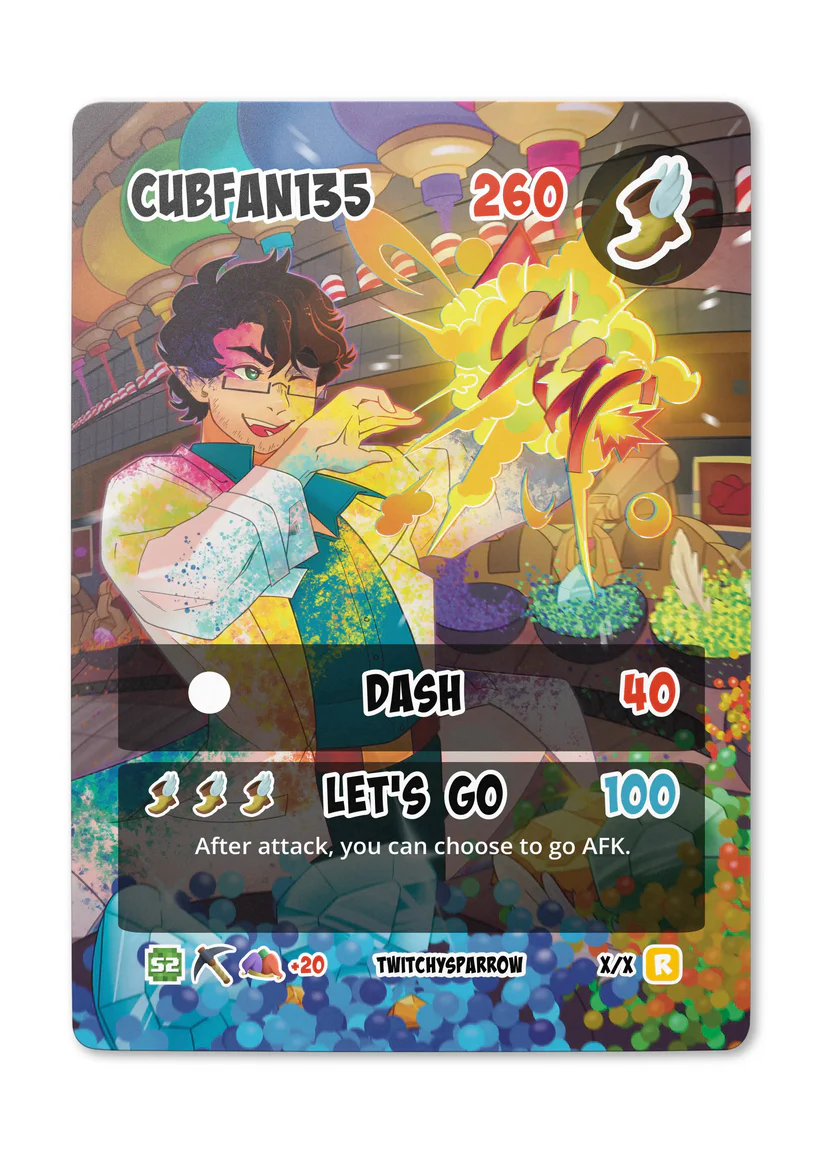 CUBFAN135 260
DASH 40
LET'S GO 100
After attack, you can choose to go AFK.
S2 +20 TWITCHYSPARROW X/X R